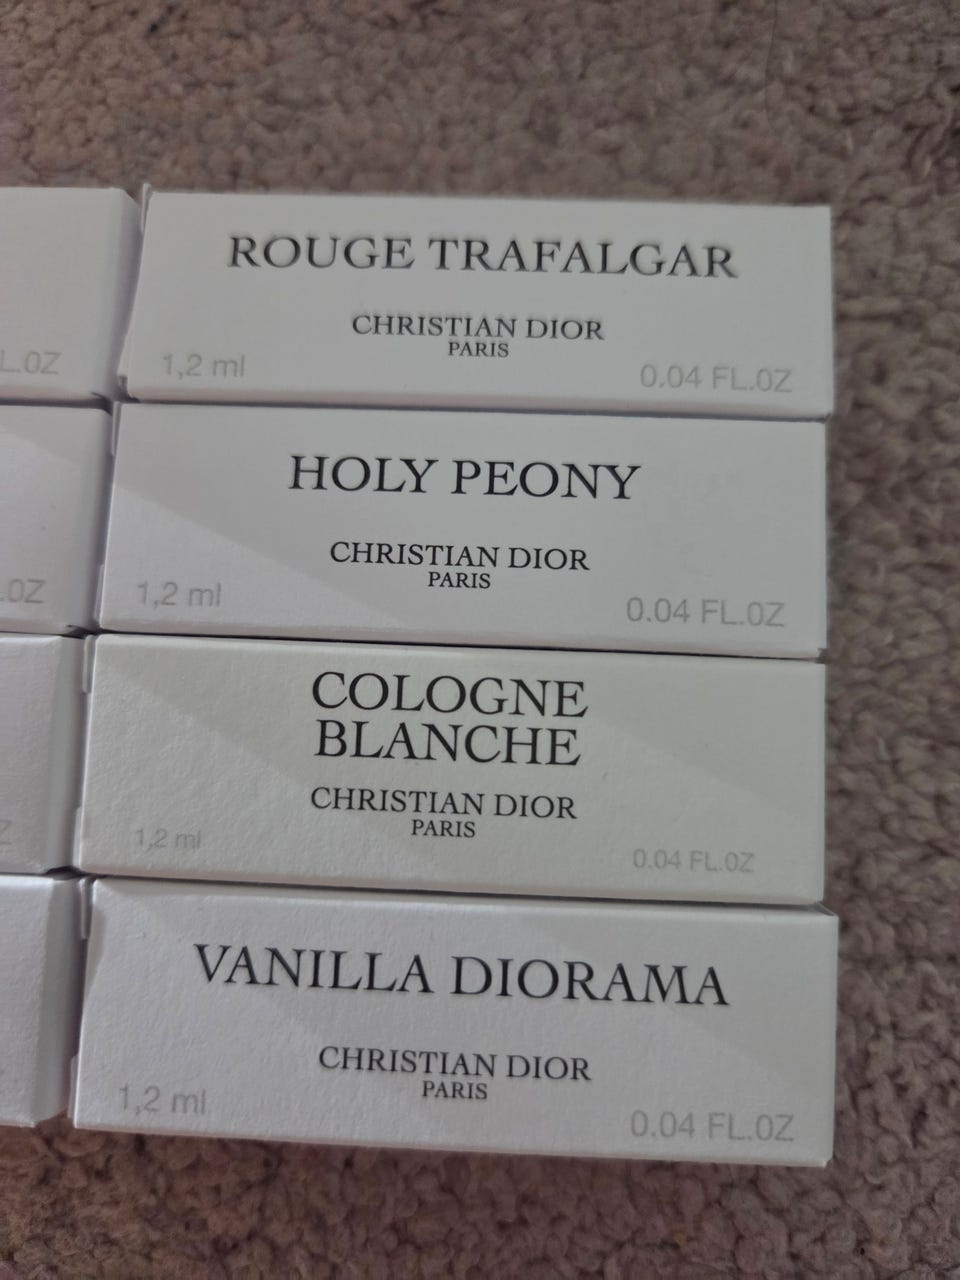 ROUGE TRAFALGAR
CHRISTIAN DIOR
PARIS
1,2 ml
0.04 FL.OZ
L.OZ
HOLY PEONY
CHRISTIAN DIOR
PARIS
1,2 ml
0.04 FL.OZ
.OZ
COLOGNE
BLANCHE
CHRISTIAN DIOR
PARIS
1,2 ml
0.04 FL.OZ
Z
VANILLA DIORAMA
CHRISTIAN DIOR
PARIS
1,2 ml
0.04 FL.OZ